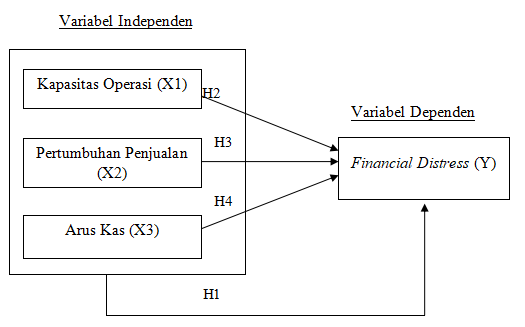 Variabel Independen
Kapasitas Operasi (X1)
H2
Variabel Dependen
Pertumbuhan Penjualan
(X2)
H3
Financial Distress (Y)
H4
Arus Kas (X3)
H1